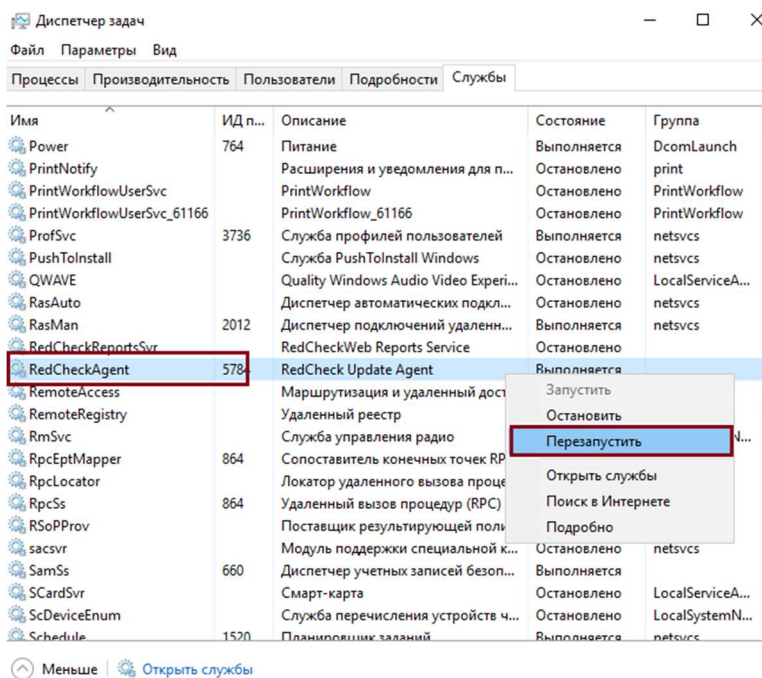 Диспетчер задач
Файл Параметры Вид
Процессы Производительность Пользователи Подробности Службы
Имя ИД п... Описание Состояние Группа
Power 764 Питание Выполняется DcomLaunch
PrintNotify Расширения и уведомления для п... Остановлено print
PrintWorkflowUserSvc PrintWorkflow Остановлено PrintWorkflow
PrintWorkflowUserSvc_61166 PrintWorkflow_61166 Остановлено PrintWorkflow
ProfSvc 3736 Служба профилей пользователей Выполняется netsvcs
PushToInstall Служба PushToInstall Windows Остановлено netsvcs
QWAVE Quality Windows Audio Video Experi... Остановлено LocalServiceA...
RasAuto Диспетчер автоматических подкл... Остановлено netsvcs
RasMan 2012 Диспетчер подключений удаленн... Выполняется netsvcs
RedCheckReportsSvr RedCheckWeb Reports Service Остановлено
RedCheckAgent 5784 RedCheck Update Agent Выполняется
RemoteAccess Маршрутизация и удаленный дост
Запустить
RemoteRegistry Удаленный реестр
Остановить
RmSvc Служба управления радио
Перезапустить
RpcEptMapper 864 Сопоставитель конечных точек RP
RpcLocator Локатор удаленного вызова проце
Открыть службы
RpcSs 864 Удаленный вызов процедур (RPC)
Поиск в Интернете
RSoPProv Поставщик результирующей поли
Подробно
sacsvr Модуль поддержки специальной к... Остановлено netsvcs
SamSs 660 Диспетчер учетных записей безоп... Выполняется
SCardSvr Смарт-карта Остановлено LocalServiceA...
ScDeviceEnum Служба перечисления устройств ч... Остановлено LocalSystemN...
Schedule 1520 Планировщик заданий Выполняется netsvcs
Меньше Открыть службы